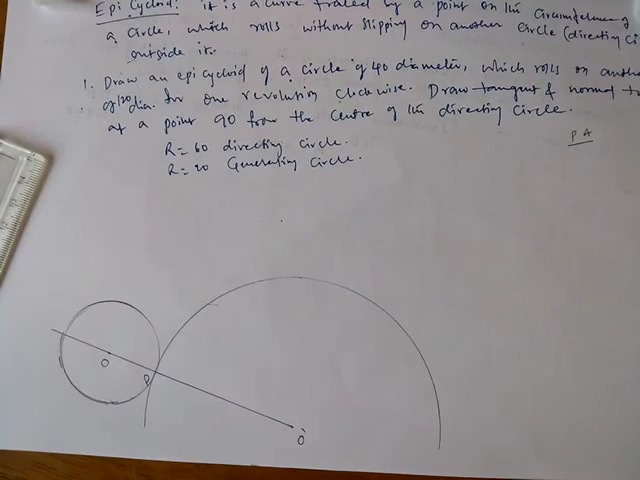 Epi Cycloid: it is a curve traced by a point on the Circumference of
a circle, which rolls without slipping on another circle (directing Ci
outside it.
1. Draw an epicycloid of a circle of 40 diameter, which rolls on anoth
of 120 dia. for one revolution clockwise. Draw tangent & normal to
at a point 90 from the centre of the directing Circle.
R = 60 directing circle.
R = 20 Generating Circle.
P A
O
P
O'